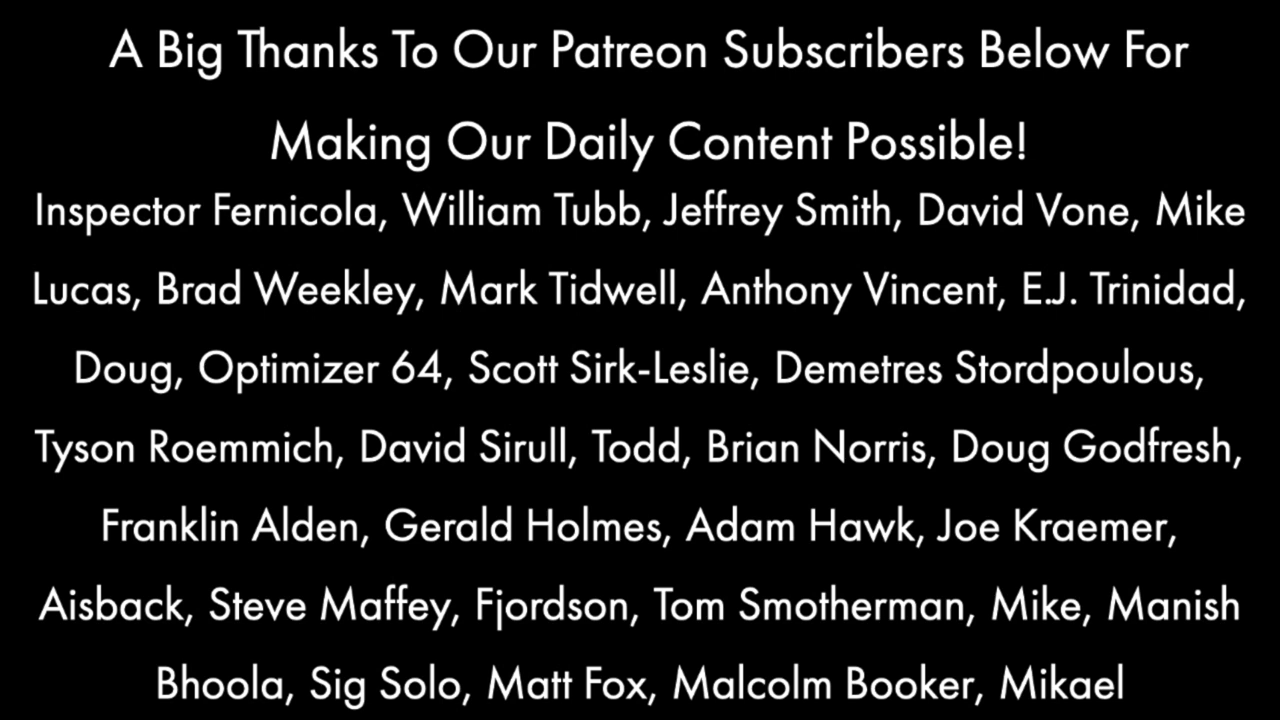 A Big Thanks To Our Patreon Subscribers Below For
Making Our Daily Content Possible!
Inspector Fernicola, William Tubb, Jeffrey Smith, David Vone, Mike
Lucas, Brad Weekley, Mark Tidwell, Anthony Vincent, E.J. Trinidad,
Doug, Optimizer 64, Scott Sirk-Leslie, Demetres Stordpoulous,
Tyson Roemmich, David Sirull, Todd, Brian Norris, Doug Godfresh,
Franklin Alden, Gerald Holmes, Adam Hawk, Joe Kraemer,
Aisback, Steve Maffey, Fjordson, Tom Smotherman, Mike, Manish
Bhoola, Sig Solo, Matt Fox, Malcolm Booker, Mikael